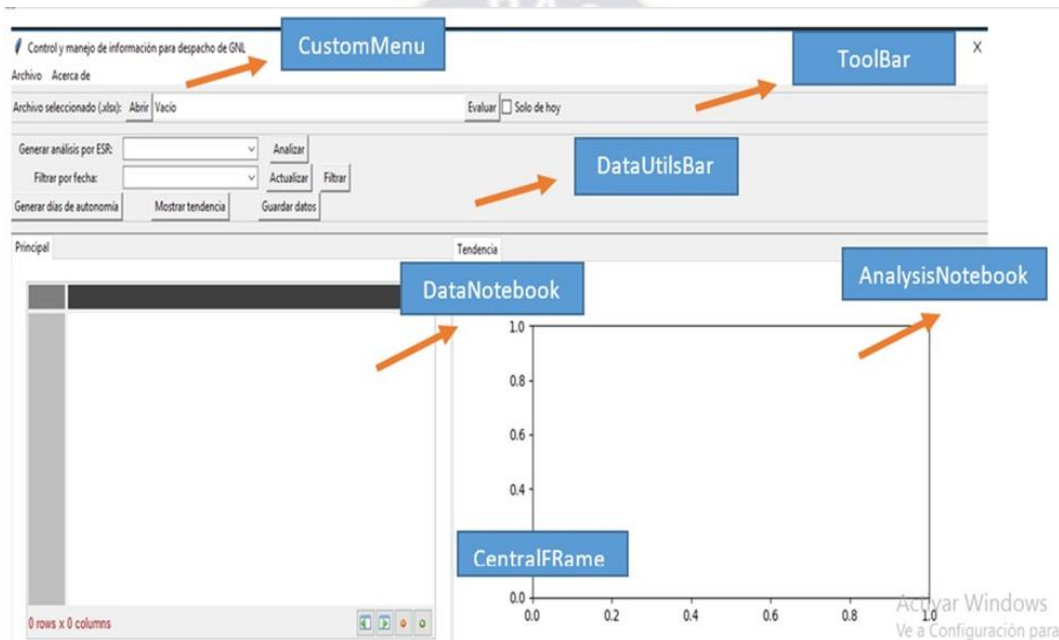 Control y manejo de información para despacho de GNL
CustomMenu
ToolBar
X
Archivo Acerca de
Archivo seleccionado (.xlsx): Abrir Vacio Evaluar Solo de hoy
DataUtilsBar
Generar análisis por ESR: Analizar
Filtrar por fecha: Actualizar Filtrar
Generar días de autonomía Mostrar tendencia Guardar datos
Principal
Tendencia
DataNotebook
AnalysisNotebook
1.0
0.8
0.6
0.4
CentralFRame
0.0
0.0 0.2 0.4 0.6 0.8 1.0
0 rows x 0 columns
Activar Windows
Ve a Configuración para